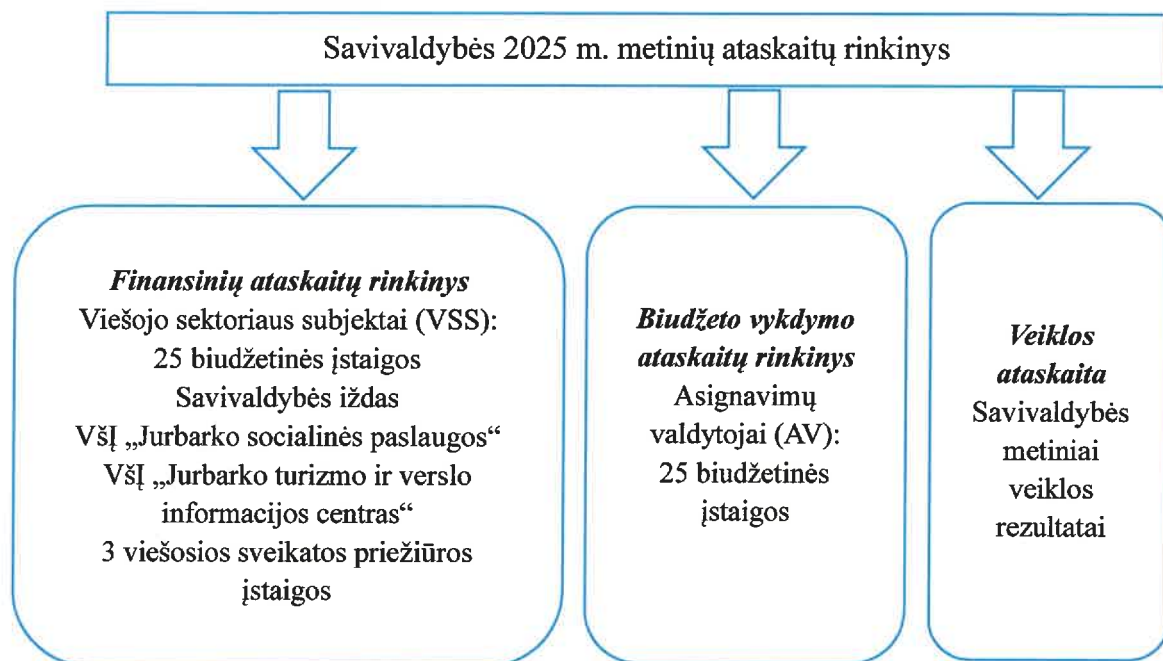 Savivaldybės 2025 m. metinių ataskaitų rinkinys
Finansinių ataskaitų rinkinys
Viešojo sektoriaus subjektai (VSS):
25 biudžetinės įstaigos
Savivaldybės iždas
VšĮ „Jurbarko socialinės paslaugos“
VšĮ „Jurbarko turizmo ir verslo
informacijos centras“
3 viešosios sveikatos priežiūros
įstaigos
Biudžeto vykdymo
ataskaitų rinkinys
Asignavimų
valdytojai (AV):
25 biudžetinės
įstaigos
Veiklos
ataskaita
Savivaldybės
metiniai
veiklos
rezultatai